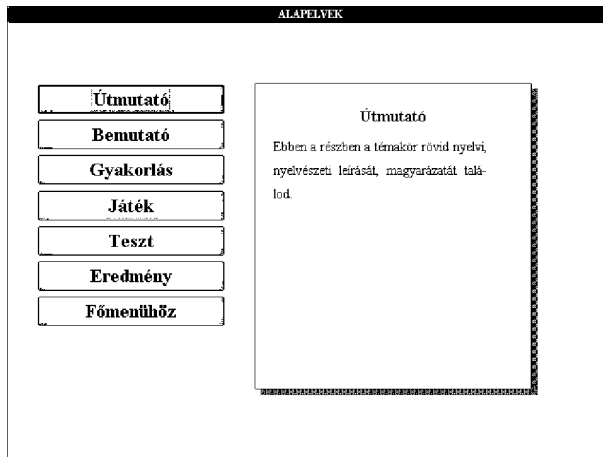 ALAPELVEK
Útmutató
Bemutató
Gyakorlás
Játék
Teszt
Eredmény
Főmenühöz
Útmutató
Ebben a részben a témakör rövid nyelvi,
nyelvészeti leírását, magyarázatát talá-
lod.